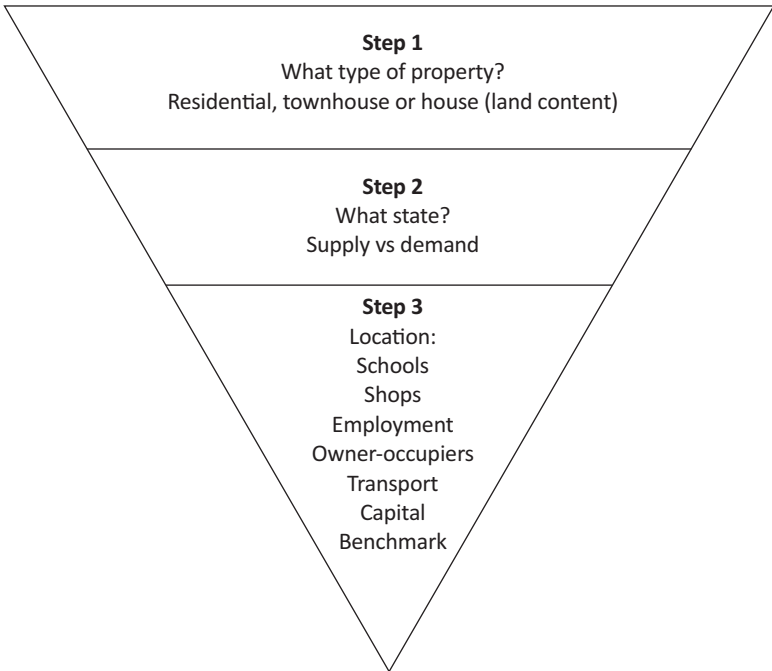 Step 1
What type of property?
Residential, townhouse or house (land content)
Step 2
What state?
Supply vs demand
Step 3
Location:
Schools
Shops
Employment
Owner-occupiers
Transport
Capital
Benchmark